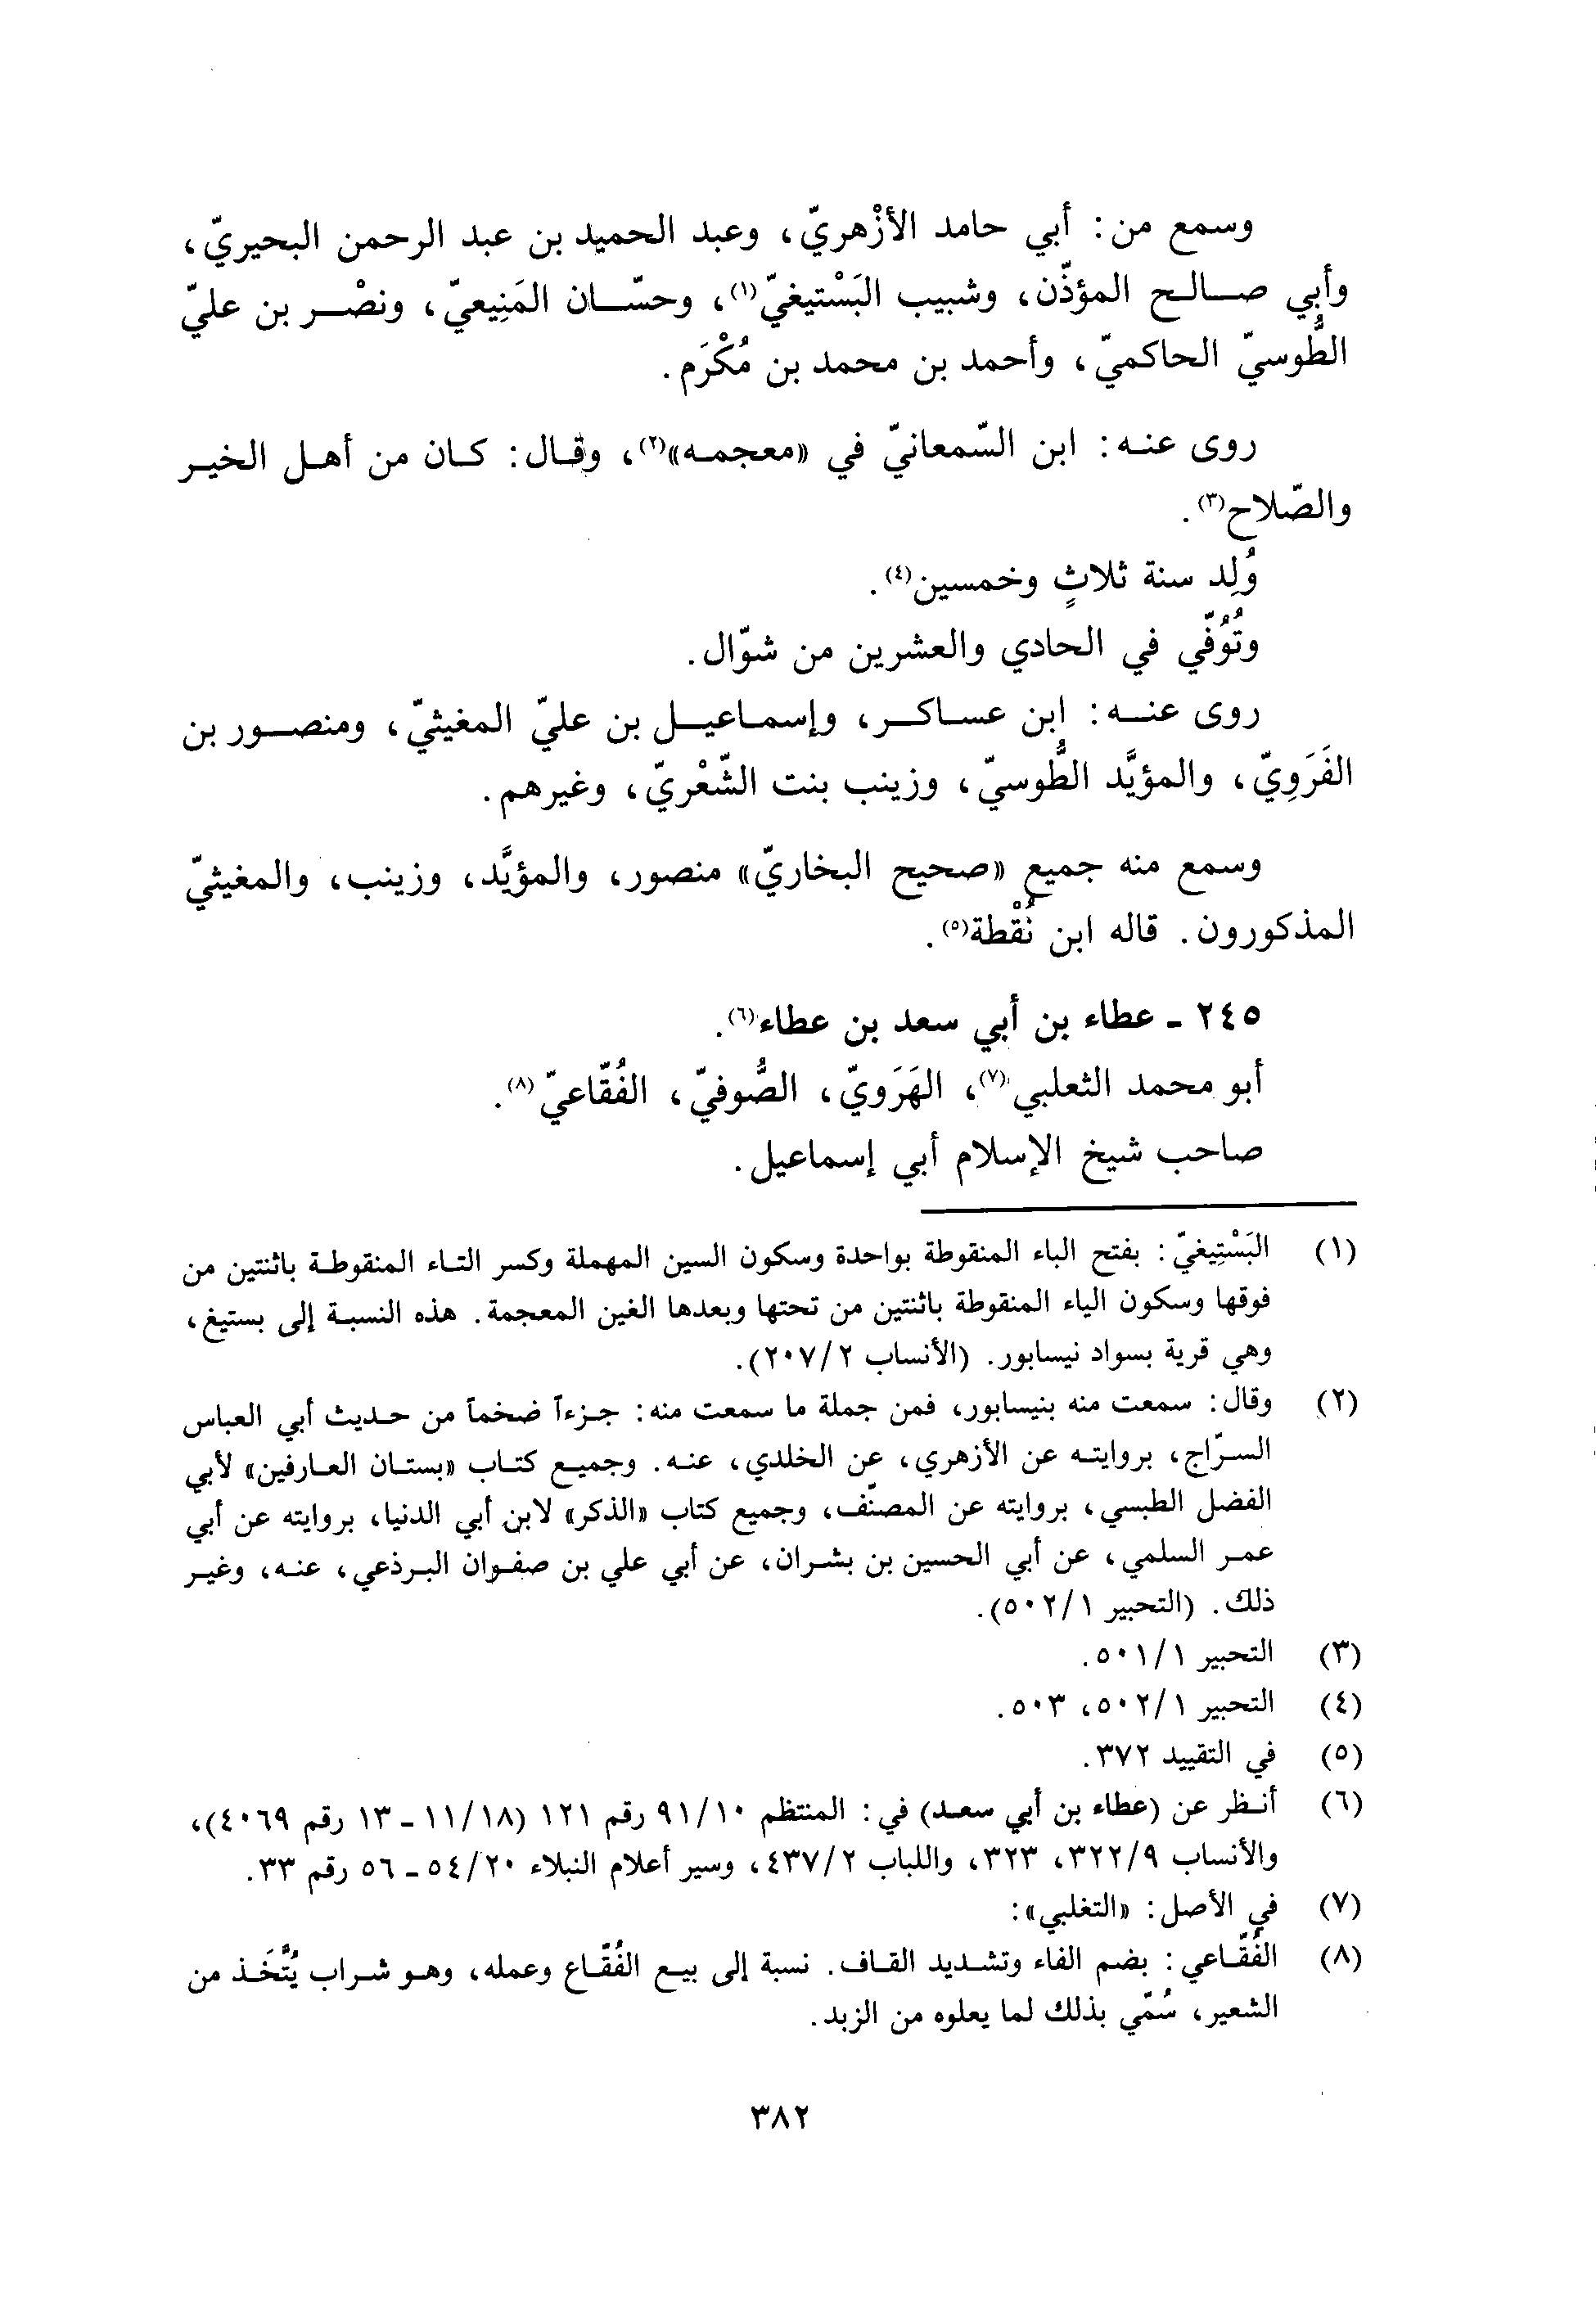 وسمع من: أبي حامد الأزْهريّ، وعبد الحميد بن عبد الرحمن البحيريّ،
وأبي صالح المؤذّن، وشبيب البَسْتيغيّ(١)، وحسّان المَنِيعيّ، ونصْر بن عليّ
الطُّوسيّ الحاكميّ، وأحمد بن محمد بن مُكْرَم.
روى عنه: ابن السّمعانيّ في «معجمه»(٢)، وقال: كان من أهل الخير
والصّلاح(٣).
وُلِد سنة ثلاثٍ وخمسين(٤).
وتُوُفّي في الحادي والعشرين من شوّال.
روى عنه: ابن عساكر، وإسماعيل بن عليّ المغيثيّ، ومنصور بن
الفَرَوِيّ، والمؤيَّد الطُّوسيّ، وزينب بنت الشّعْريّ، وغيرهم.
وسمع منه جميع «صحيح البخاريّ» منصور، والمؤيَّد، وزينب، والمغيثيّ
المذكورون. قاله ابن نُقْطة(٥).
٢٤٥ - عطاء بن أبي سعد بن عطاء(٦).
أبو محمد الثعلبي(٧)، الهَرَويّ، الصُّوفيّ، الفُقّاعيّ(٨).
صاحب شيخ الإسلام أبي إسماعيل.
(١) البَسْتِيغيّ: بفتح الباء المنقوطة بواحدة وسكون السين المهملة وكسر التاء المنقوطة باثنتين من
فوقها وسكون الياء المنقوطة باثنتين من تحتها وبعدها الغين المعجمة. هذه النسبة إلى بستيغ،
وهي قرية بسواد نيسابور. (الأنساب ٢٠٧/٢).
(٢) وقال: سمعت منه بنيسابور، فمن جملة ما سمعت منه: جزءاً ضخماً من حديث أبي العباس
السرّاج، بروايته عن الأزهري، عن الخلدي، عنه. وجميع كتاب «بستان العارفين» لأبي
الفضل الطبسي، بروايته عن المصنّف، وجميع كتاب «الذكر» لابن أبي الدنيا، بروايته عن أبي
عمر السلمي، عن أبي الحسين بن بشران، عن أبي علي بن صفوان البرذعي، عنه، وغير
ذلك. (التحبير ٥٠٢/١).
(٣) التحبير ٥٠١/١.
(٤) التحبير ٥٠٢/١، ٥٠٣.
(٥) في التقييد ٣٧٢.
(٦) أنظر عن (عطاء بن أبي سعد) في: المنتظم ٩١/١٠ رقم ١٢١ (١١/١٨ - ١٣ رقم ٤٠٦٩)،
والأنساب ٣٢٢/٩، ٣٢٣، واللباب ٤٣٧/٢، وسير أعلام النبلاء ٥٤/٢٠ - ٥٦ رقم ٣٣.
(٧) في الأصل: «التغلبي»:
(٨) الفُقّاعي: بضم الفاء وتشديد القاف. نسبة إلى بيع الفُقّاع وعمله، وهو شراب يُتَّخَذ من
الشعير، سُمّي بذلك لما يعلوه من الزبد.
٣٨٢